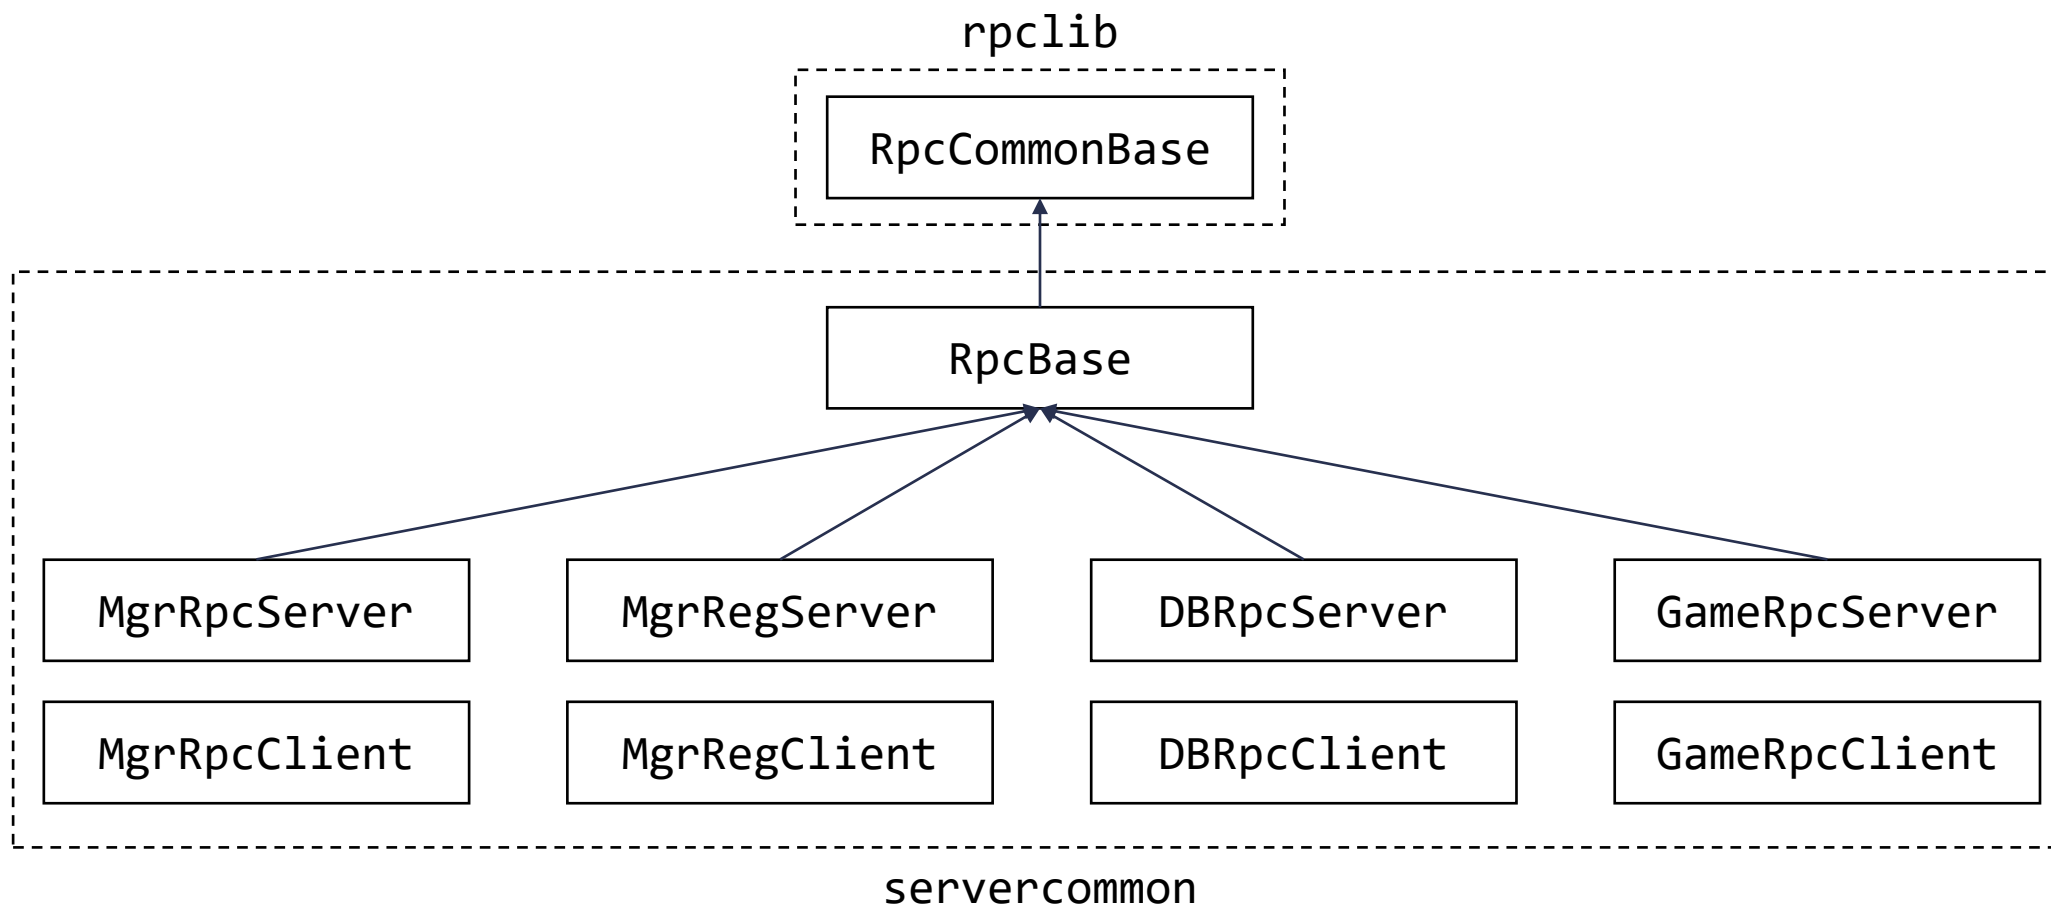 rpclib
RpcCommonBase
RpcBase
MgrRpcServer
MgrRegServer
DBRpcServer
GameRpcServer
MgrRpcClient
MgrRegClient
DBRpcClient
GameRpcClient
servercommon